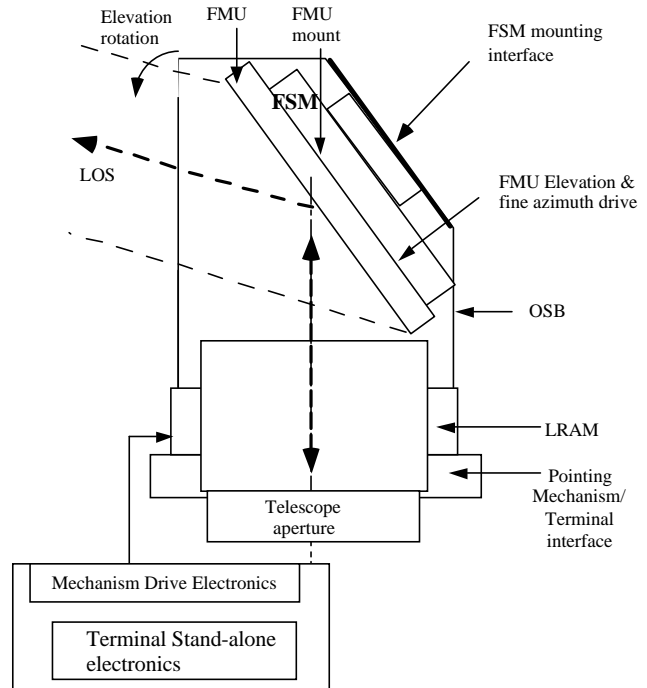 Elevation
rotation
FMU
FMU
mount
FSM mounting
interface
FSM
LOS
FMU Elevation &
fine azimuth drive
OSB
LRAM
Pointing
Mechanism/
Terminal
interface
Telescope
aperture
Mechanism Drive Electronics
Terminal Stand-alone
electronics